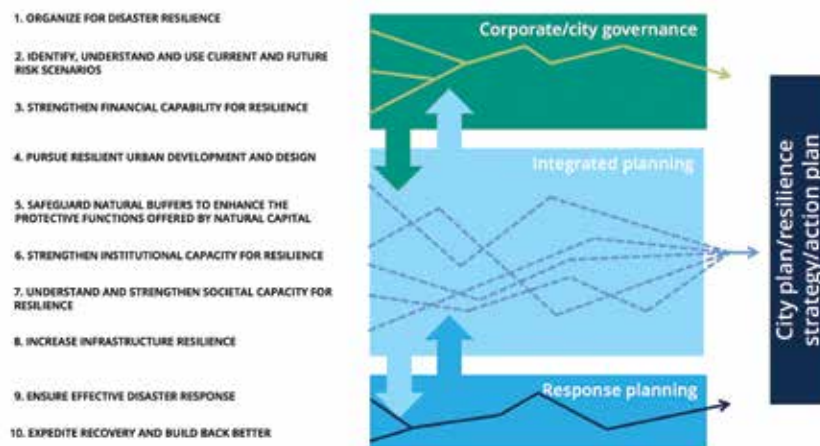 1. ORGANIZE FOR DISASTER RESILIENCE
2. IDENTIFY, UNDERSTAND AND USE CURRENT AND FUTURE
RISK SCENARIOS
3. STRENGTHEN FINANCIAL CAPABILITY FOR RESILIENCE
4. PURSUE RESILIENT URBAN DEVELOPMENT AND DESIGN
5. SAFEGUARD NATURAL BUFFERS TO ENHANCE THE
PROTECTIVE FUNCTIONS OFFERED BY NATURAL CAPITAL
6. STRENGTHEN INSTITUTIONAL CAPACITY FOR RESILIENCE
7. UNDERSTAND AND STRENGTHEN SOCIETAL CAPACITY FOR
RESILIENCE
8. INCREASE INFRASTRUCTURE RESILIENCE
9. ENSURE EFFECTIVE DISASTER RESPONSE
10. EXPEDITE RECOVERY AND BUILD BACK BETTER
Corporate/city governance
Integrated planning
Response planning
City plan/resilience
strategy/action plan